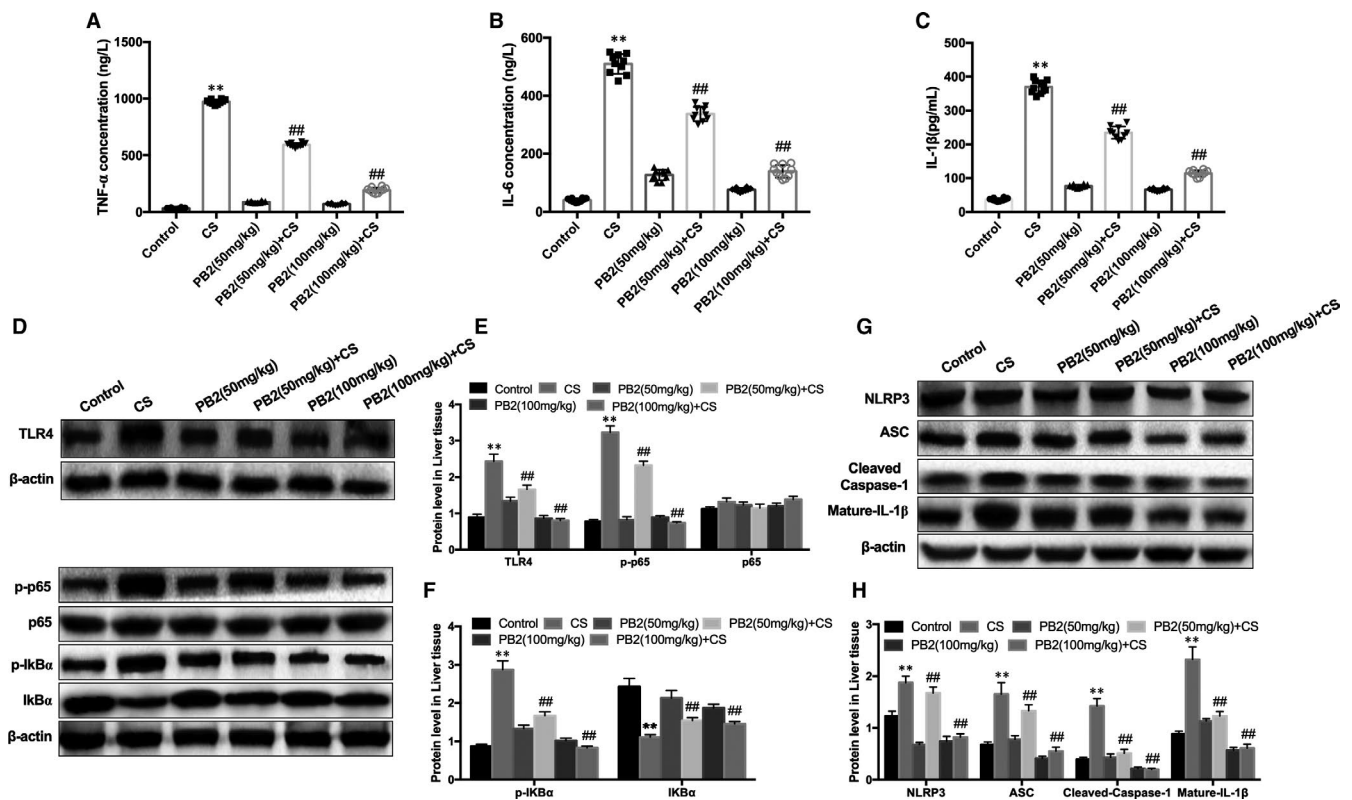 A
TNF-α concentration (ng/L)
1500
1000
500
0
**
##
##
Control
CS
PB2(50mg/kg)
PB2(50mg/kg)+CS
PB2(100mg/kg)
PB2(100mg/kg)+CS
B
IL-6 concentration (ng/L)
600
400
200
0
**
##
##
Control
CS
PB2(50mg/kg)
PB2(50mg/kg)+CS
PB2(100mg/kg)
PB2(100mg/kg)+CS
C
IL-1β(pg/mL)
500
400
300
200
100
0
**
##
##
Control
CS
PB2(50mg/kg)
PB2(50mg/kg)+CS
PB2(100mg/kg)
PB2(100mg/kg)+CS
D
Control
CS
PB2(50mg/kg)
PB2(50mg/kg)+CS
PB2(100mg/kg)
PB2(100mg/kg)+CS
TLR4
β-actin
p-p65
p65
p-IkBα
IkBα
β-actin
E
Control CS PB2(50mg/kg) PB2(50mg/kg)+CS
PB2(100mg/kg) PB2(100mg/kg)+CS
Protein level in Liver tissue
4
3
2
1
0
**
##
##
**
##
##
TLR4
p-p65
p65
F
Control CS PB2(50mg/kg) PB2(50mg/kg)+CS
PB2(100mg/kg) PB2(100mg/kg)+CS
Protein level in Liver tissue
4
3
2
1
0
**
##
##
**
##
##
p-IKBα
IKBα
G
Control
CS
PB2(50mg/kg)
PB2(50mg/kg)+CS
PB2(100mg/kg)
PB2(100mg/kg)+CS
NLRP3
ASC
Cleaved
Caspase-1
Mature-IL-1β
β-actin
H
Control CS PB2(50mg/kg) PB2(50mg/kg)+CS
PB2(100mg/kg) PB2(100mg/kg)+CS
Protein level in Liver tissue
3
2
1
0
**
##
##
**
##
##
**
##
##
**
##
##
NLRP3
ASC
Cleaved-Caspase-1
Mature-IL-1β